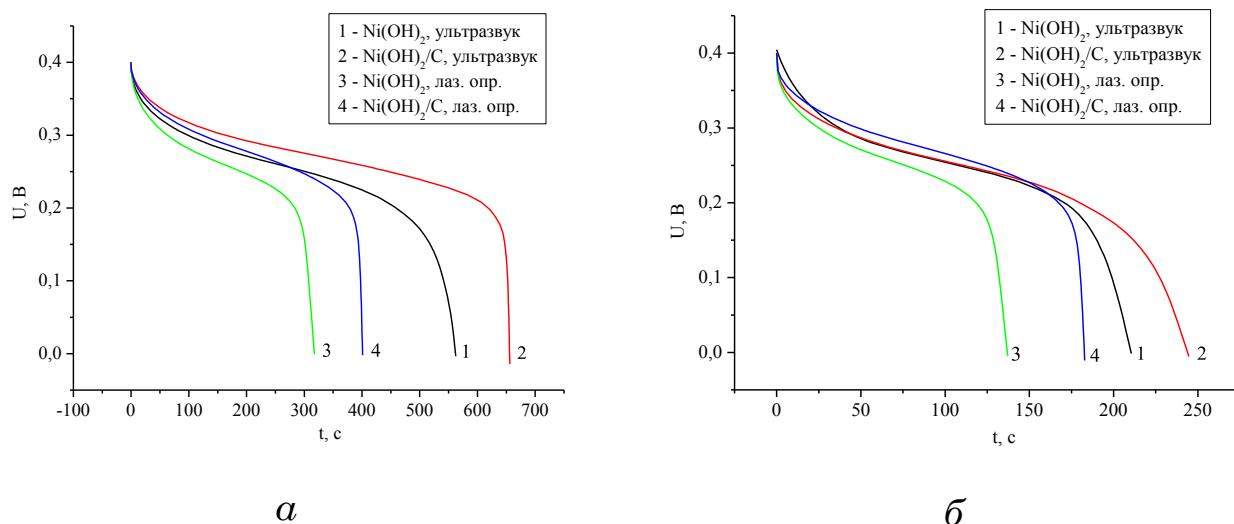 1 - Ni(OH)2, ультразвук
2 - Ni(OH)2/C, ультразвук
3 - Ni(OH)2, лаз. опр.
4 - Ni(OH)2/C, лаз. опр.
0,4
0,3
0,2
0,1
0,0
U, В
3
4
1
2
-100
0
100
200
300
400
500
600
700
t, с
а
1 - Ni(OH)2, ультразвук
2 - Ni(OH)2/C, ультразвук
3 - Ni(OH)2, лаз. опр.
4 - Ni(OH)2/C, лаз. опр.
0,4
0,3
0,2
0,1
0,0
U, В
3
4
1
2
0
50
100
150
200
250
t, с
б